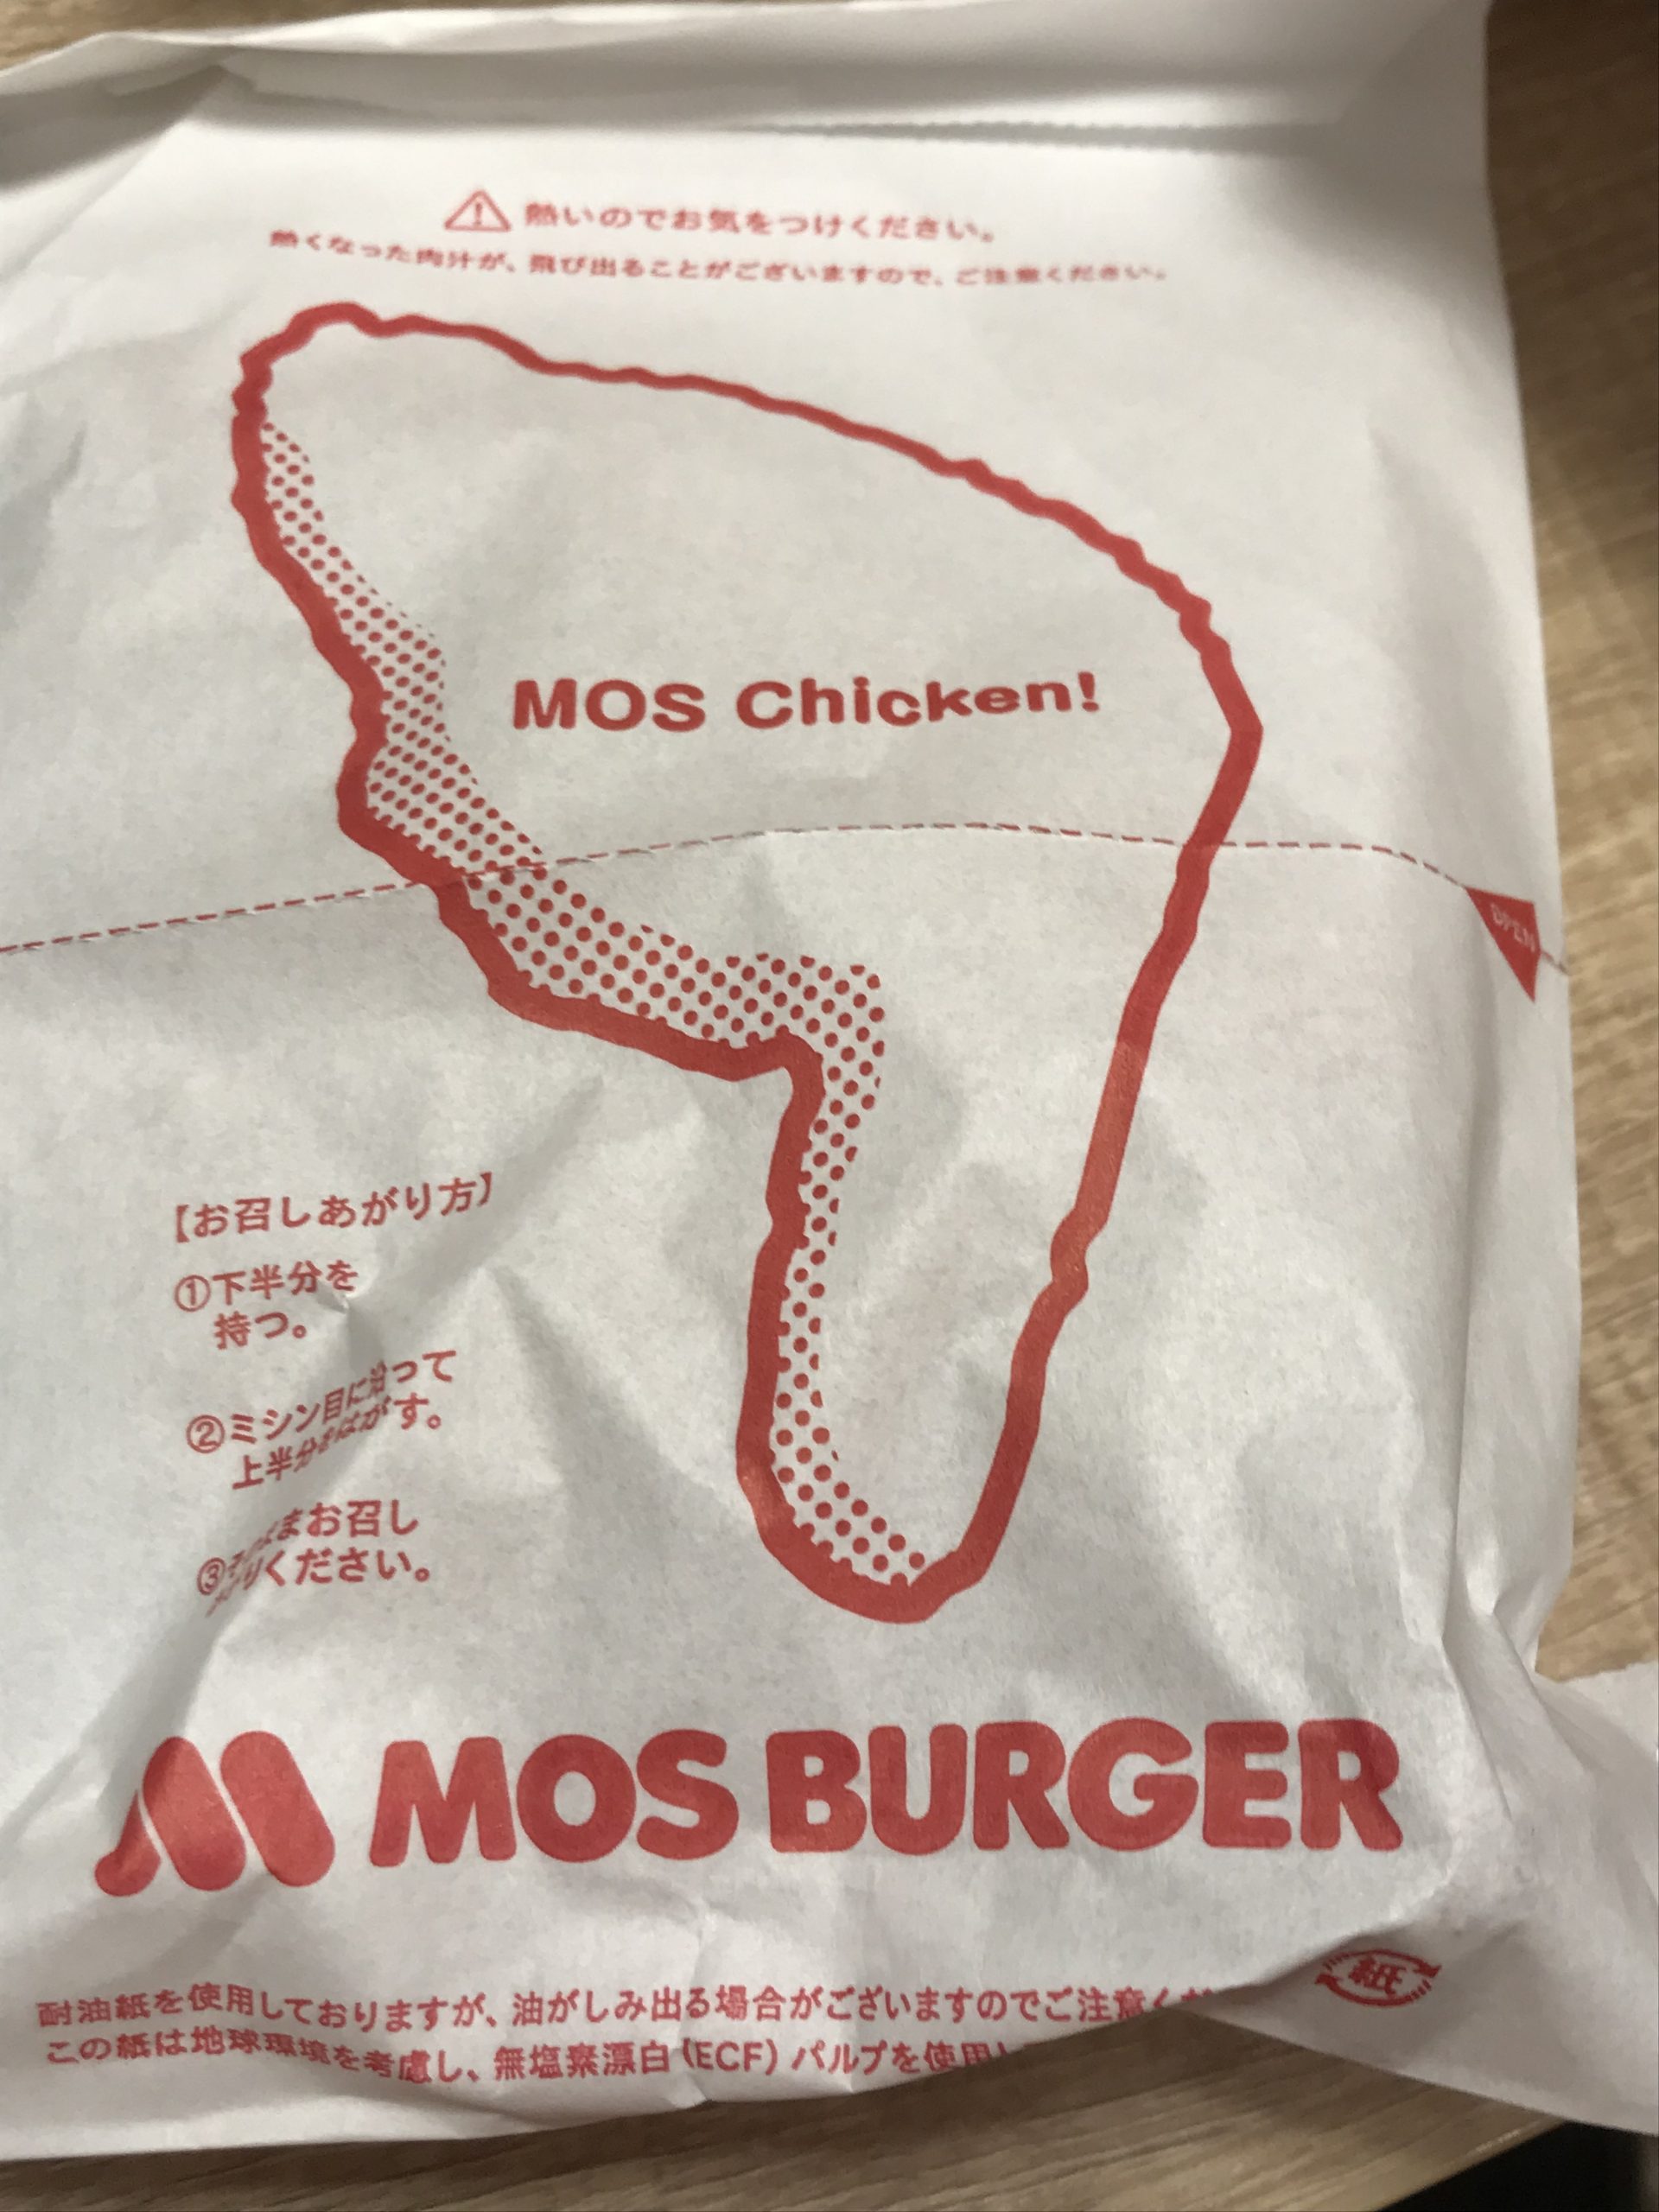 熱いのでお気をつけください。
熱くなった肉汁が、飛び出ることがございますので、ご注意ください。
MOS Chicken!
OPEN
【お召しあがり方】
①下半分を
持つ。
②ミシン目に沿って
上半分をはがす。
③そのままお召し
ください。
MOS BURGER
紙
耐油紙を使用しておりますが、油がしみ出る場合がございますのでご注意くだ
この紙は地球環境を考慮し、無塩素漂白(ECF)パルプを使用し